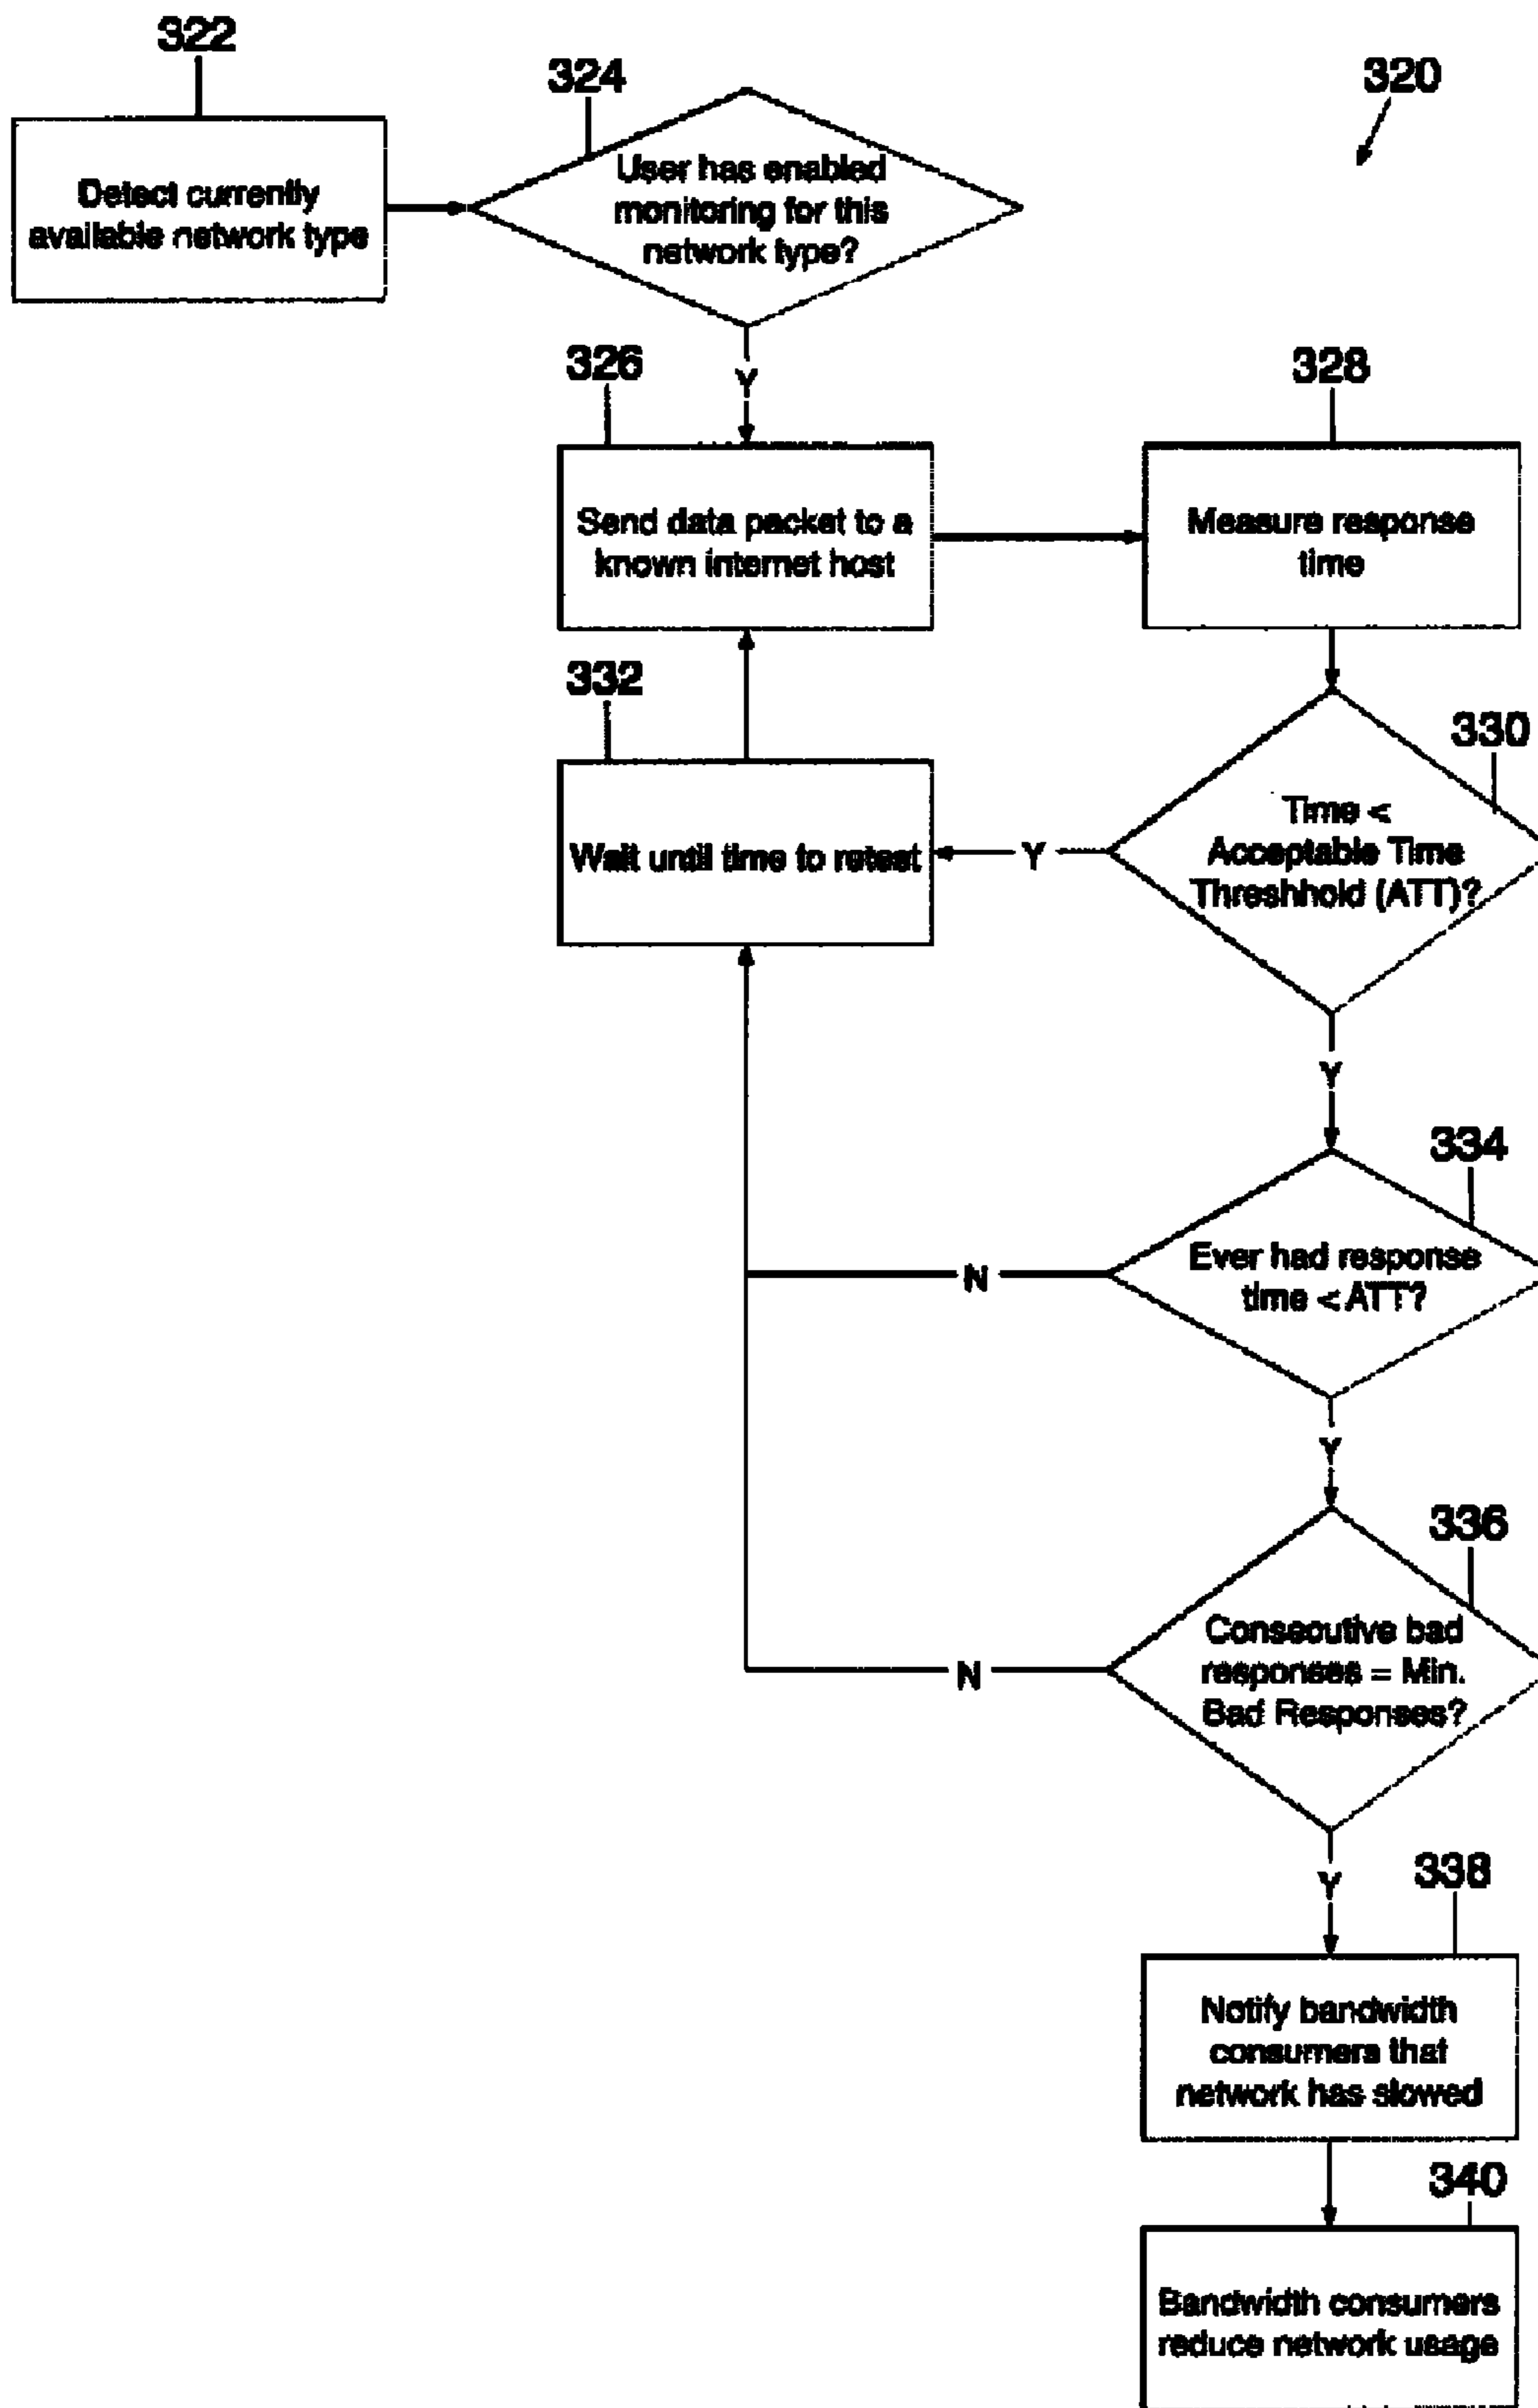 322
324
320
Detect currently
available network type
User has enabled
monitoring for this
network type?
Y
326
328
Send data packet to a
known internet host
Measure response
time
332
330
Wait until time to retest
Y
Time <
Acceptable Time
Threshhold (ATT)?
Y
334
Ever had response
time < ATT?
N
Y
336
Consecutive bad
responses = Min.
Bad Responses?
N
Y
338
Notify bandwidth
consumers that
network has slowed
340
Bandwidth consumers
reduce network usage